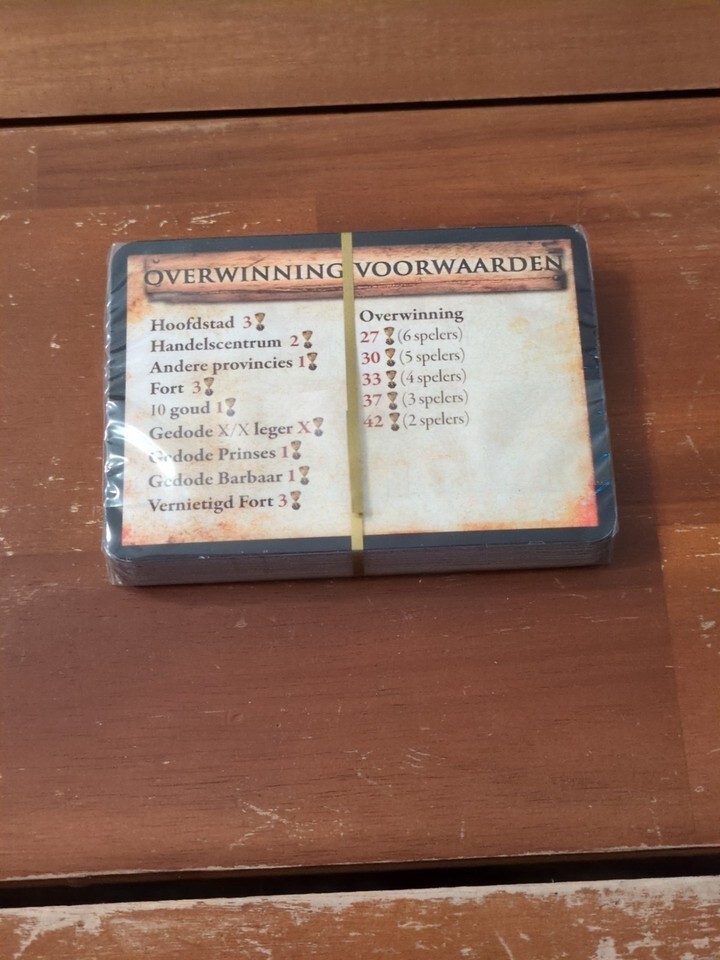 OVERWINNING VOORWAARDEN
Hoofdstad 3
Handelscentrum 2
Andere provincies 1
Fort 3
10 goud 1
Gedode X/X leger X
Gedode Prinses 1
Gedode Barbaar 1
Vernietigd Fort 3
Overwinning
27 (6 spelers)
30 (5 spelers)
33 (4 spelers)
37 (3 spelers)
42 (2 spelers)